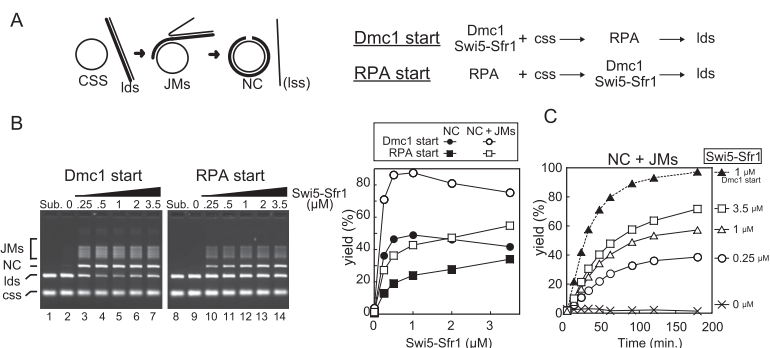 A
css
lds
JMs
NC
(lss)
Dmc1 start
Dmc1
Swi5-Sfr1
+ css
RPA
lds
RPA start
RPA
+ css
Dmc1
Swi5-Sfr1
lds
B
Dmc1 start
RPA start
Swi5-Sfr1
(μM)
Sub. 0 .25 .5 1 2 3.5
Sub. 0 .25 .5 1 2 3.5
JMs
NC
lds
css
1 2 3 4 5 6 7
8 9 10 11 12 13 14
NC NC + JMs
Dmc1 start
RPA start
yield (%)
80
60
40
20
0
0 1 2 3
Swi5-Sfr1 (μM)
C
NC + JMs
Swi5-Sfr1
yield (%)
100
80
60
40
20
0
0 50 100 150 200
Time (min.)
1 μM
Dmc1 start
3.5 μM
1 μM
0.25 μM
0 μM